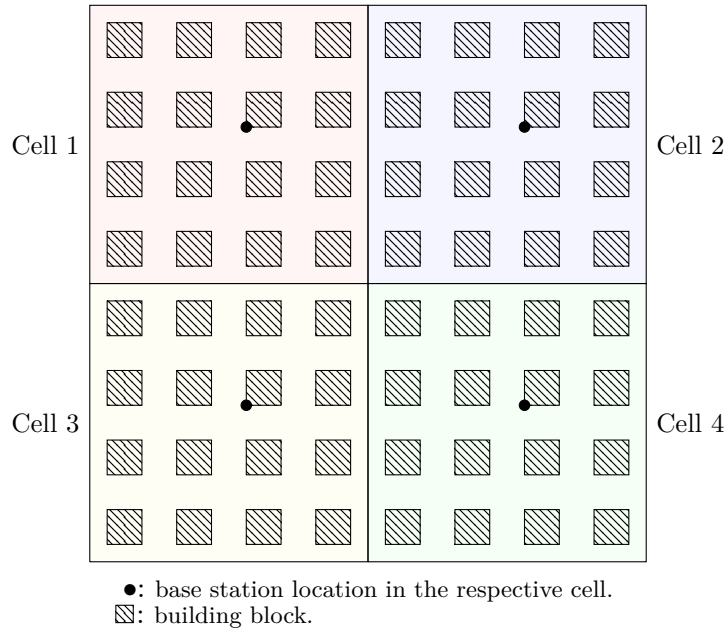 Cell 1
Cell 2
Cell 3
Cell 4
●: base station location in the respective cell.
▧: building block.